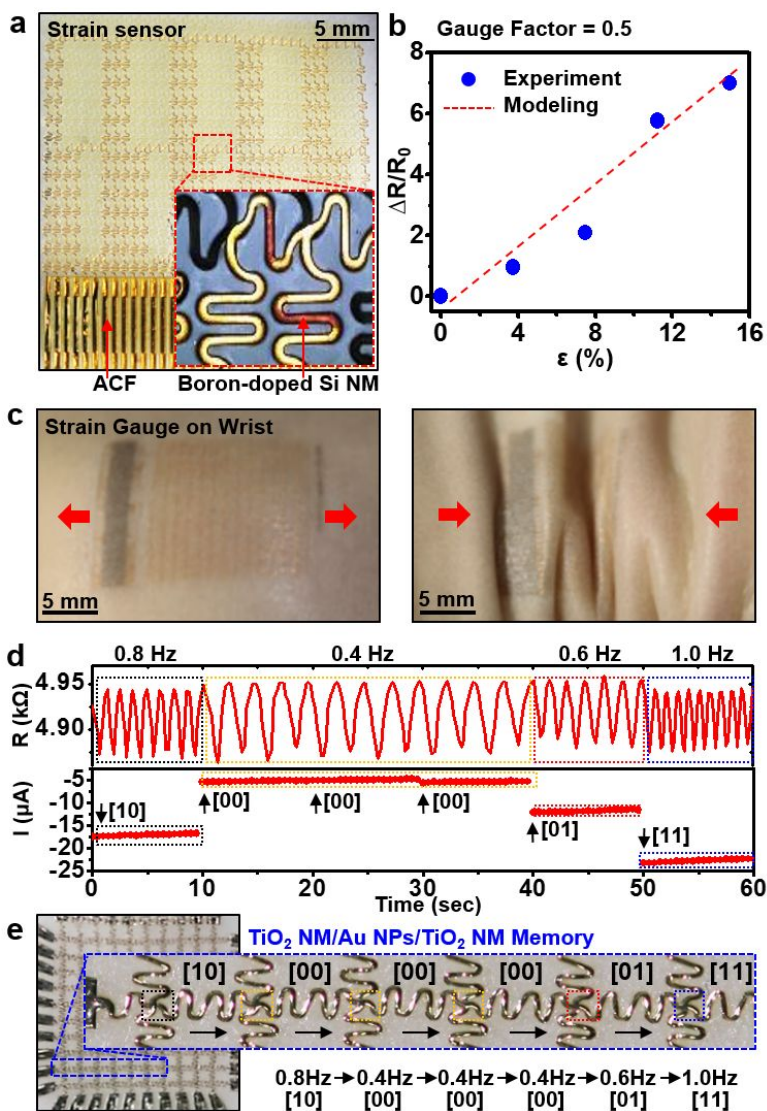 a
Strain sensor
5 mm
ACF
Boron-doped Si NM
b
Gauge Factor = 0.5
Experiment
Modeling
ΔR/R₀
8
6
4
2
0
0 4 8 12 16
ε (%)
c
Strain Gauge on Wrist
5 mm
5 mm
d
0.8 Hz 0.4 Hz 0.6 Hz 1.0 Hz
R (kΩ)
4.95
4.90
I (μA)
-5
-10
-15
-20
-25
[10] [00] [00] [00] [01] [11]
0 10 20 30 40 50 60
Time (sec)
e
TiO₂ NM/Au NPs/TiO₂ NM Memory
[10] [00] [00] [00] [01] [11]
0.8Hz→0.4Hz→0.4Hz→0.4Hz→0.6Hz→1.0Hz
[10] [00] [00] [00] [01] [11]